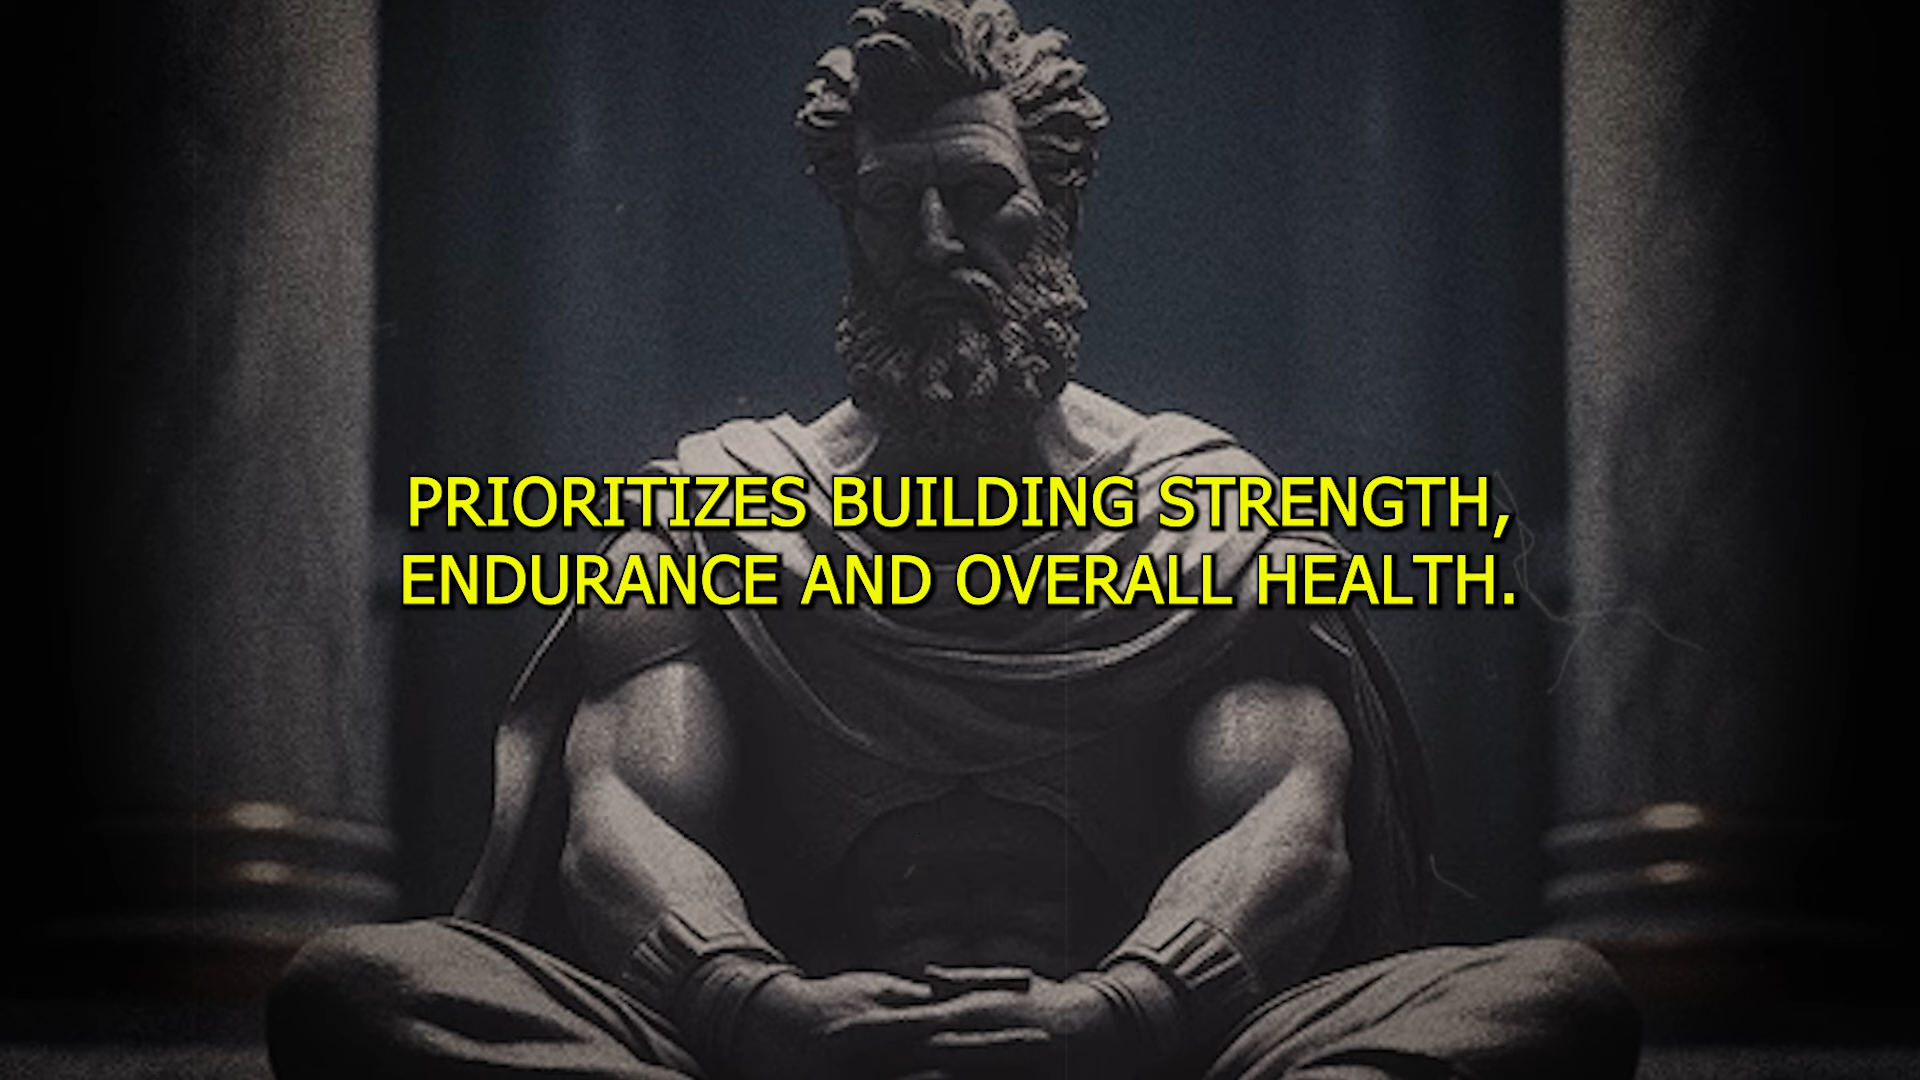 PRIORITIZES BUILDING STRENGTH,
ENDURANCE AND OVERALL HEALTH.